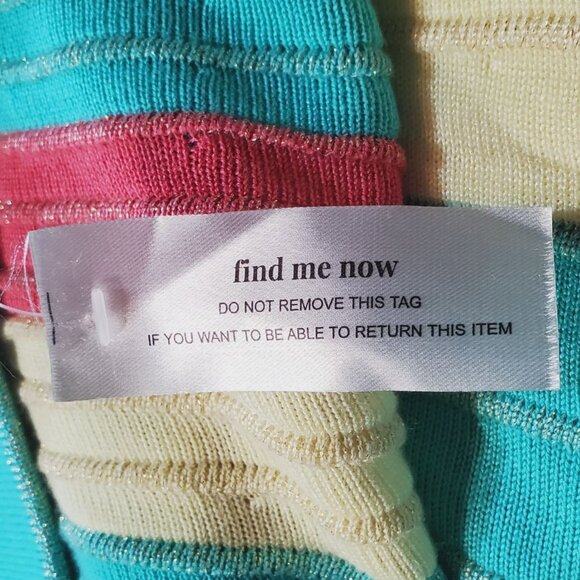 find me now
DO NOT REMOVE THIS TAG
IF YOU WANT TO BE ABLE TO RETURN THIS ITEM